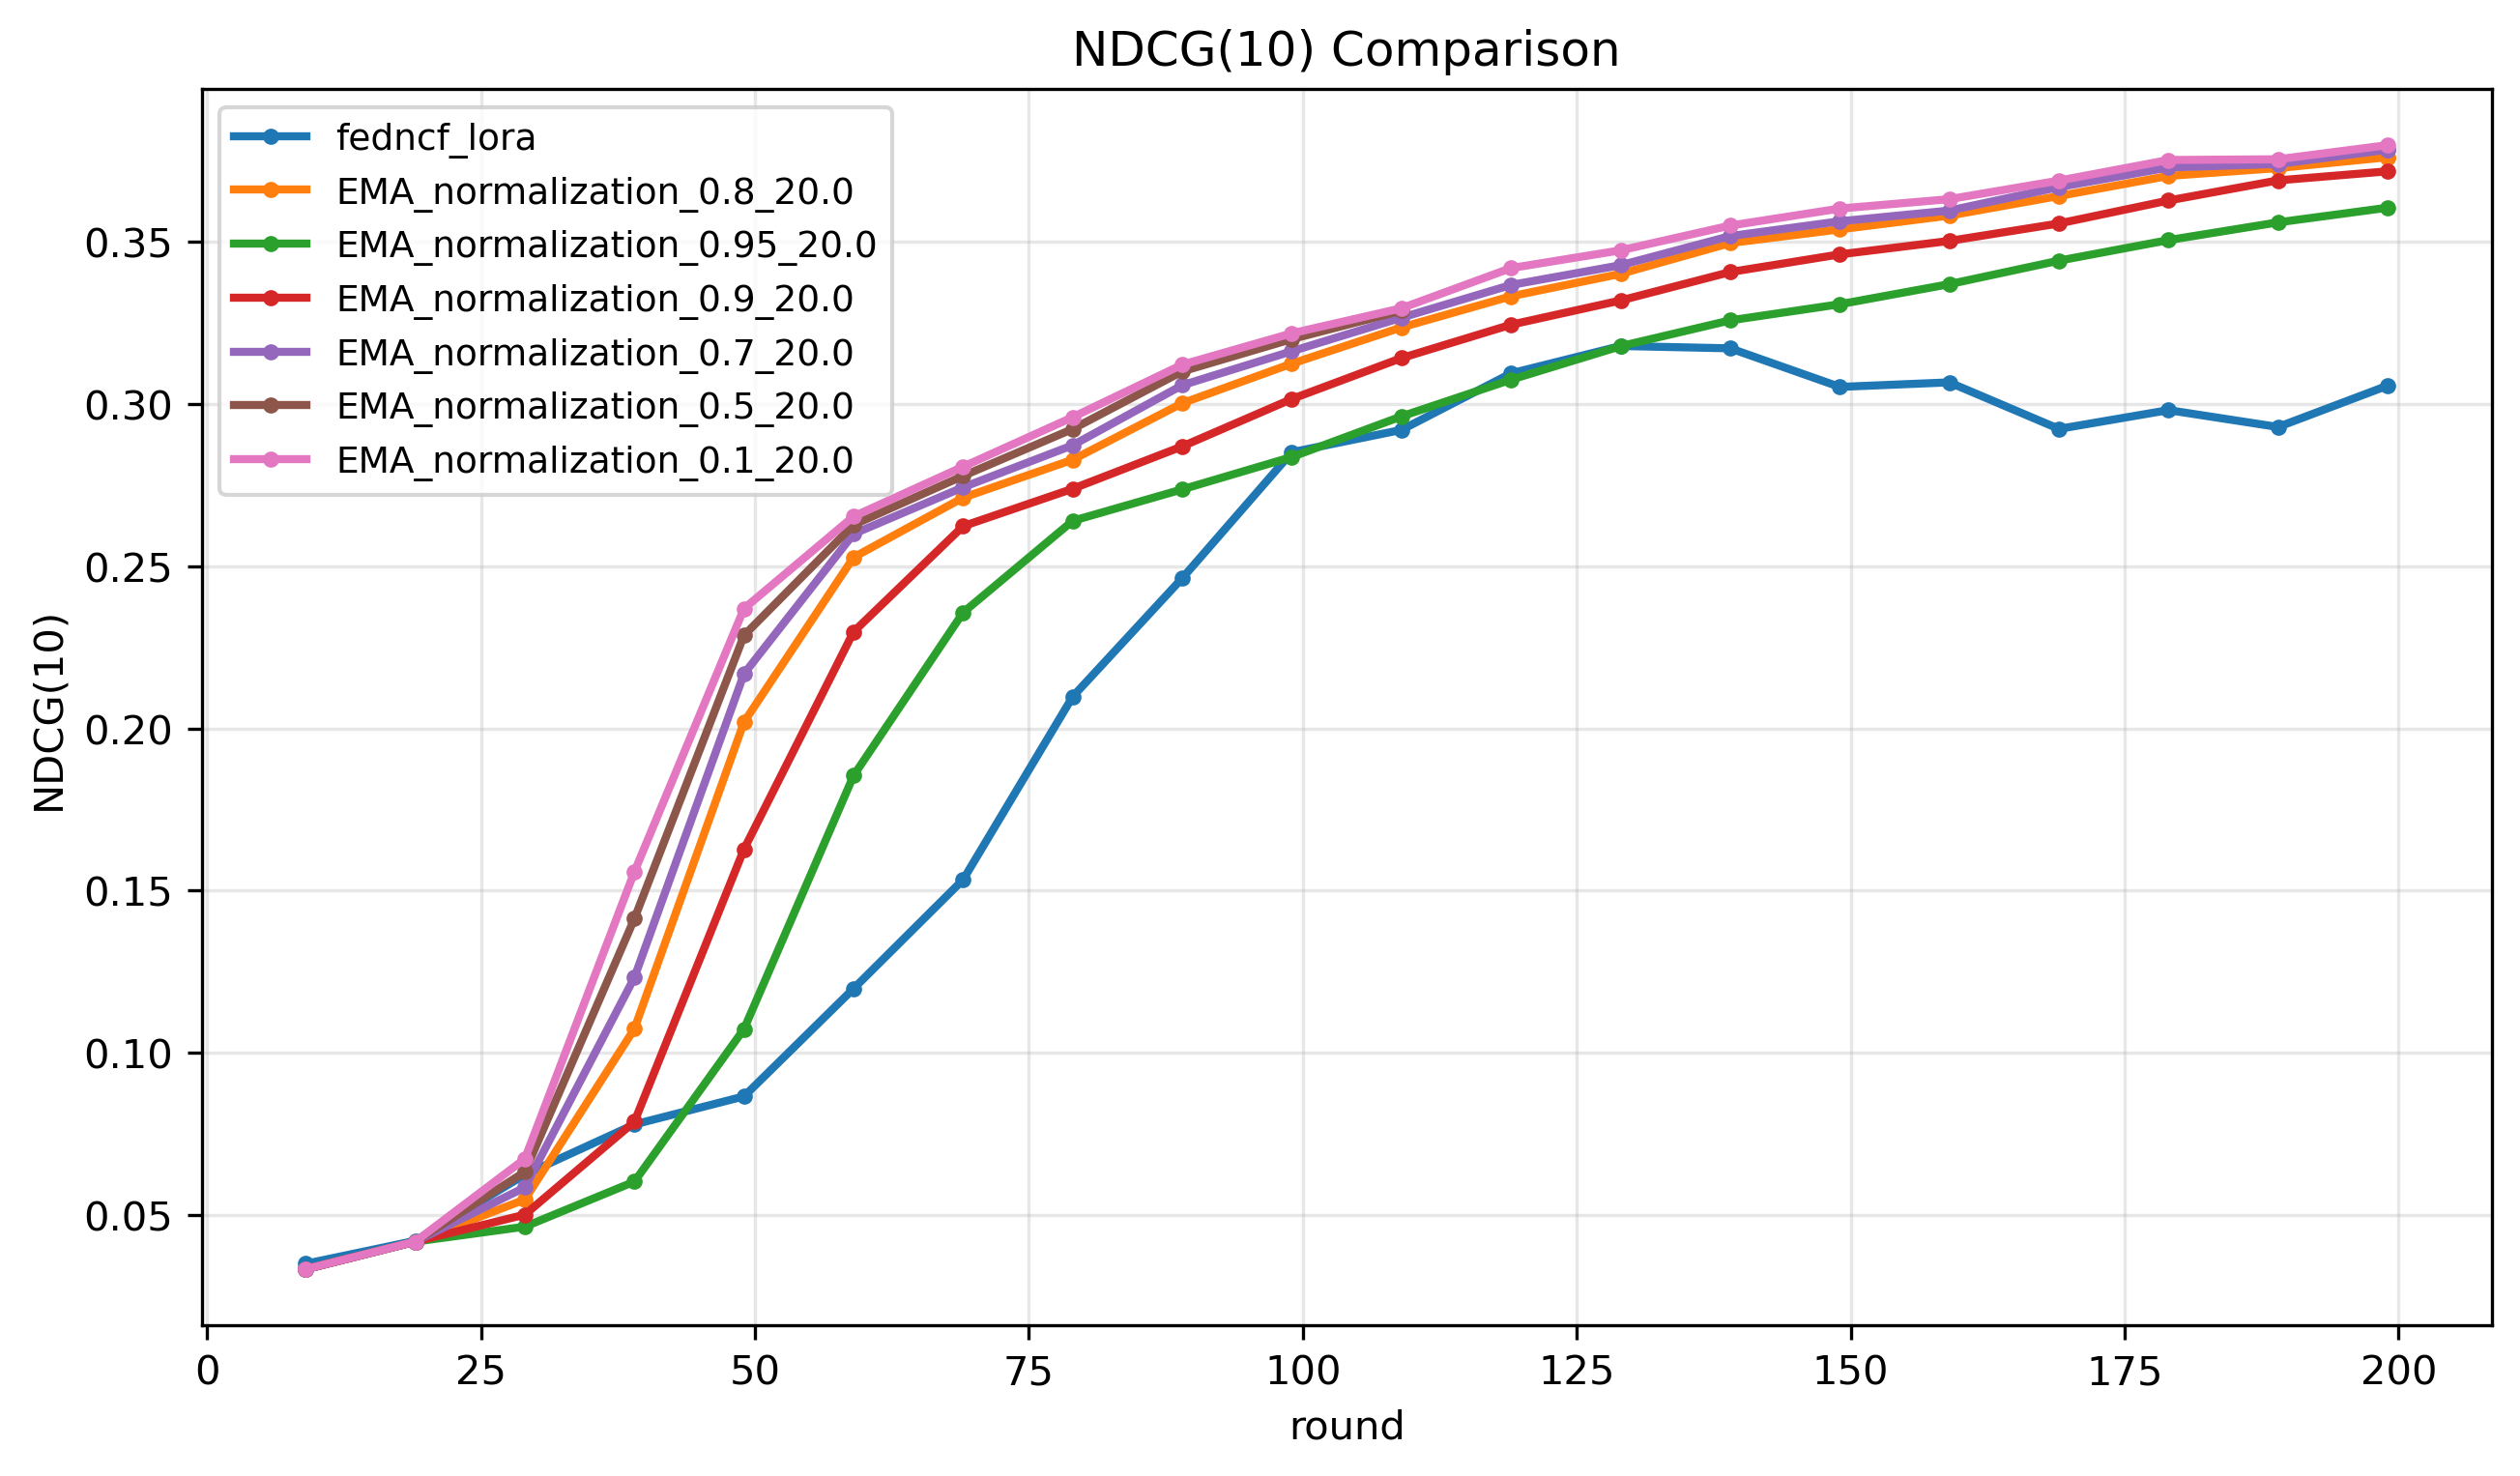 NDCG(10) Comparison
fedncf_lora
EMA_normalization_0.8_20.0
EMA_normalization_0.95_20.0
EMA_normalization_0.9_20.0
EMA_normalization_0.7_20.0
EMA_normalization_0.5_20.0
EMA_normalization_0.1_20.0
NDCG(10)
0.35
0.30
0.25
0.20
0.15
0.10
0.05
0 25 50 75 100 125 150 175 200
round